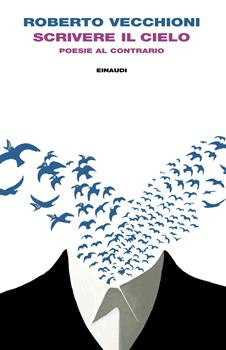 ROBERTO VECCHIONI
SCRIVERE IL CIELO
POESIE AL CONTRARIO
EINAUDI